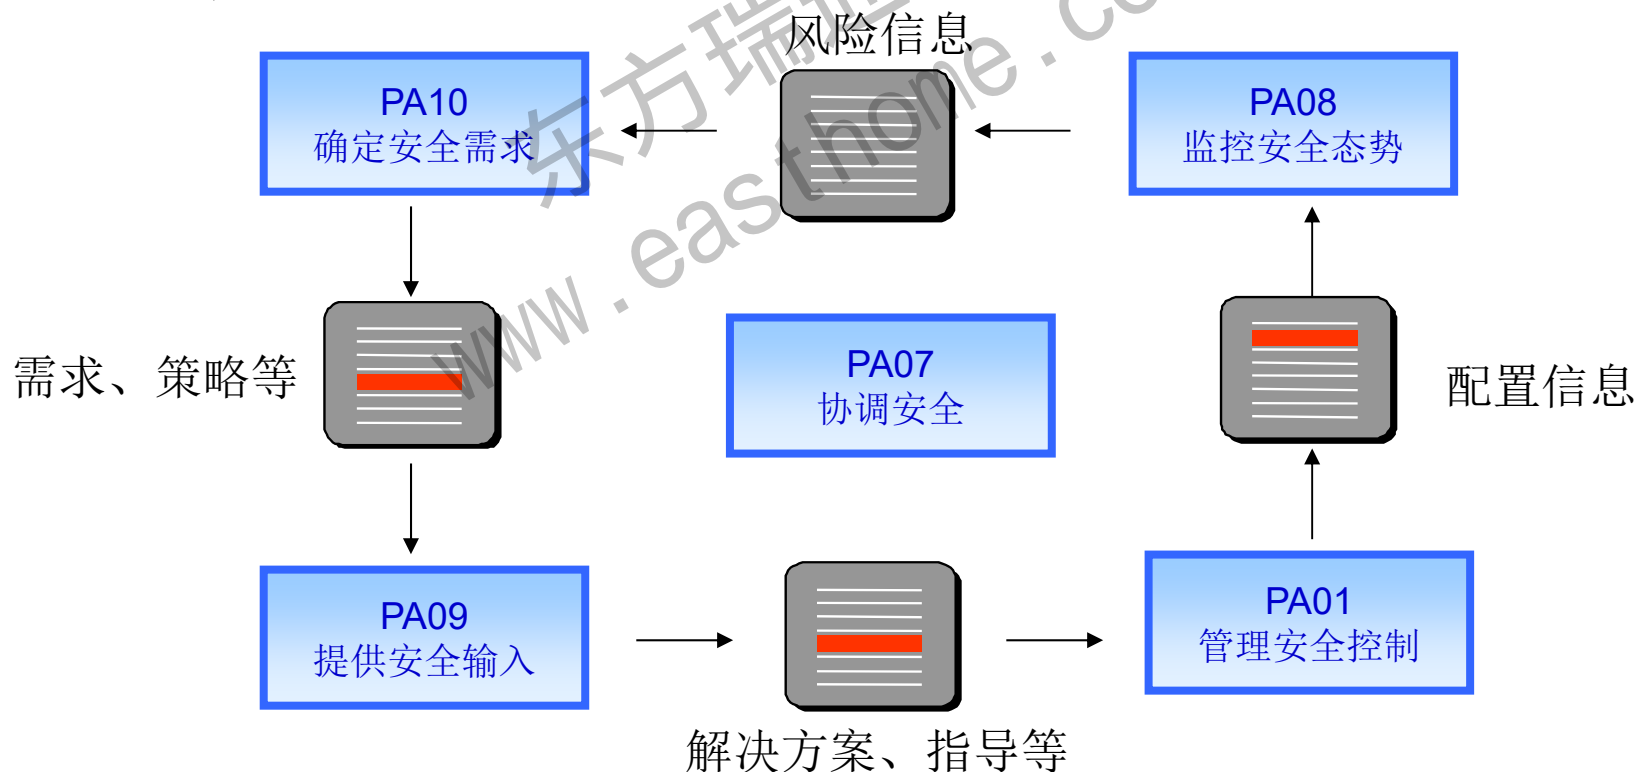 风险信息
PA10
确定安全需求
PA08
监控安全态势
需求、策略等
PA07
协调安全
配置信息
PA09
提供安全输入
PA01
管理安全控制
解决方案、指导等
东方瑞通
www.easthome.co